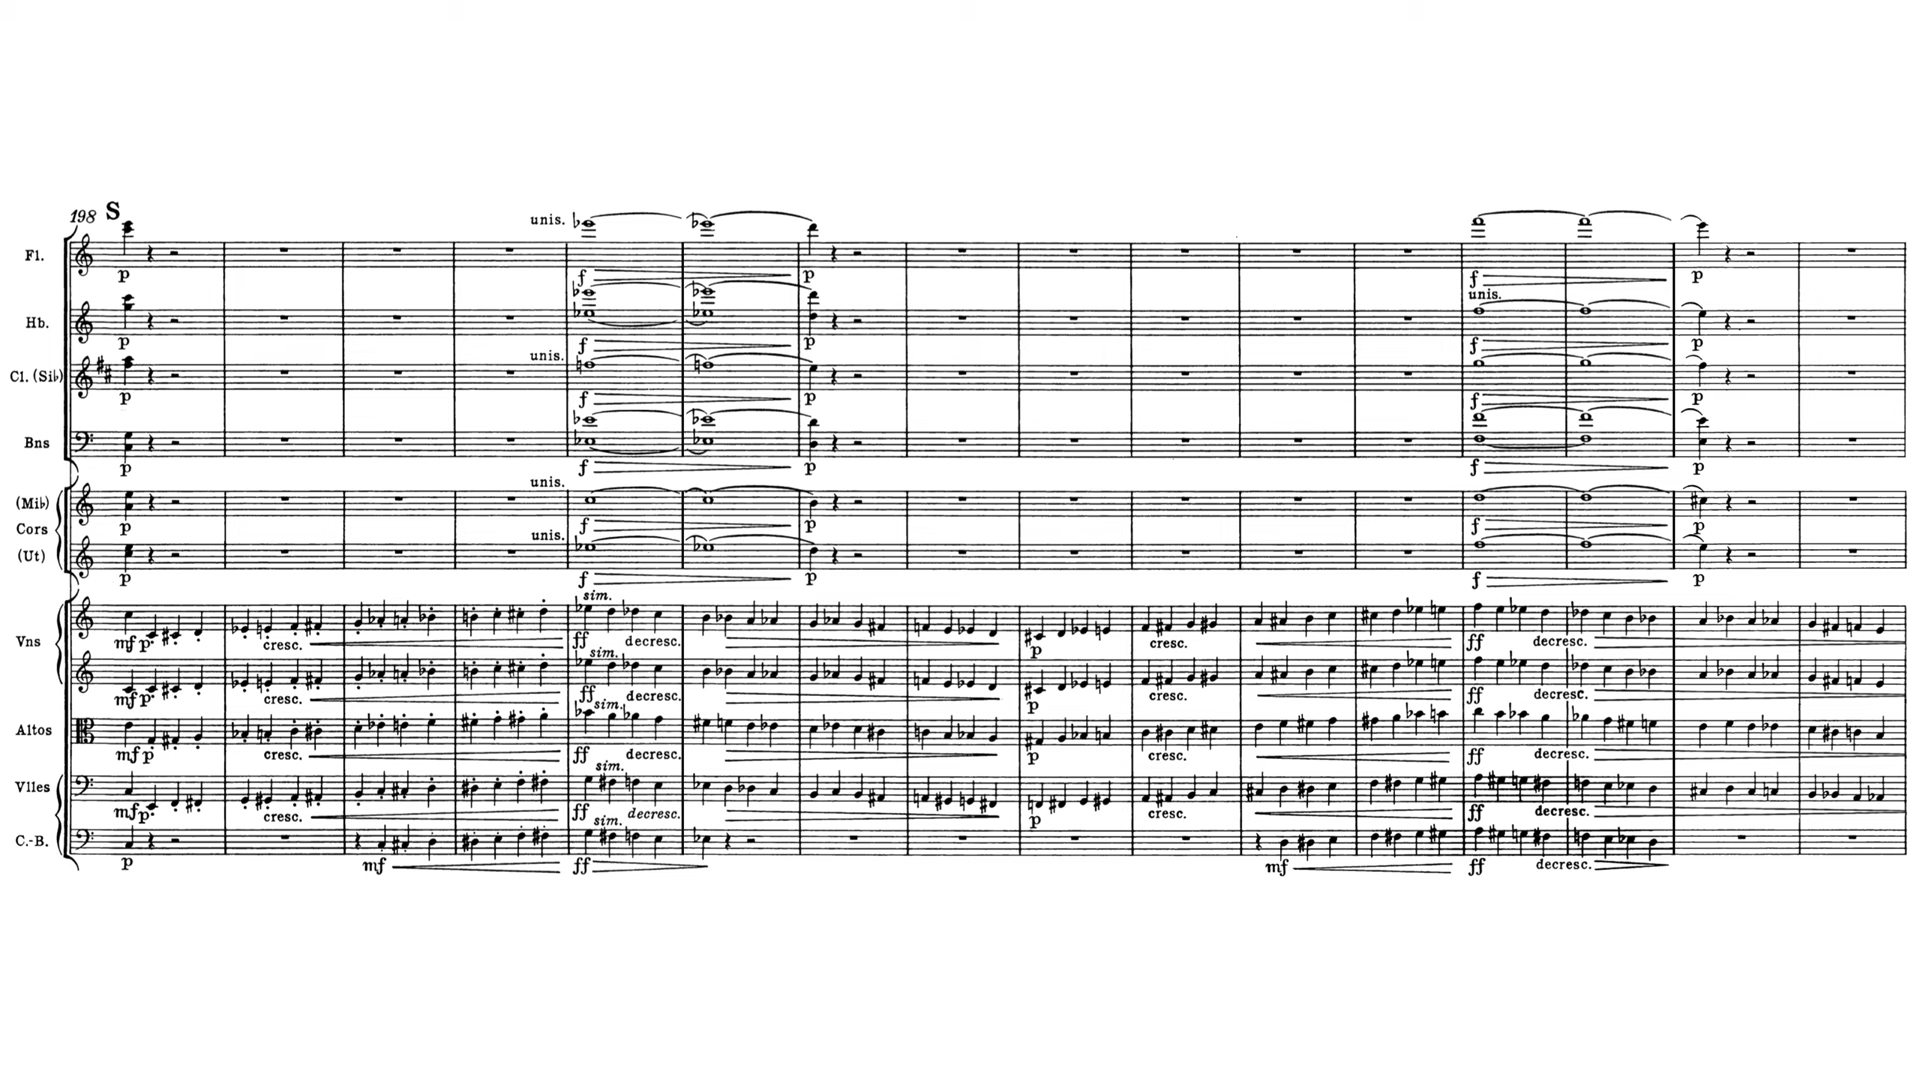 198 S
unis.
Fl.
p f p f p
unis.
Hb.
p f p f p
unis.
Cl. (Si♭)
p f p f p
Bns
p f p f p
unis.
(Mi♭)
p f p f p
Cors
unis.
(Ut)
p f p f p
sim.
Vns
mf p cresc. ff decresc. p cresc. ff decresc.
sim.
mf p cresc. ff decresc. p cresc. ff decresc.
sim.
Altos
mf p cresc. ff decresc. p cresc. ff decresc.
sim.
Vlles
mf p cresc. ff decresc. p cresc. ff decresc.
sim.
C.-B.
p mf ff mf ff decresc.